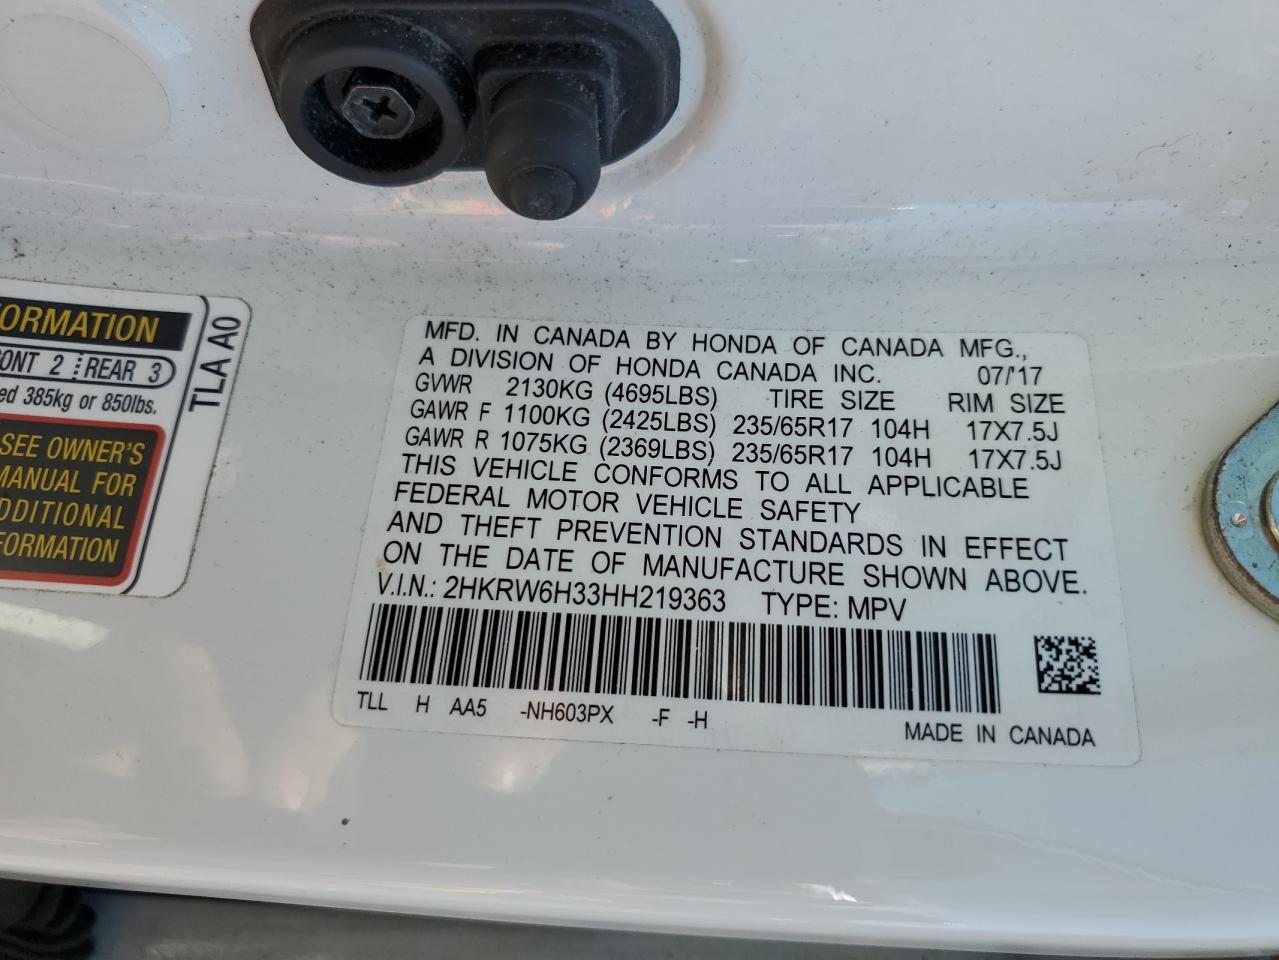 ORMATION
ONT 2 REAR 3
ed 385kg or 850lbs.
SEE OWNER'S
MANUAL FOR
DDITIONAL
FORMATION
TLA A0
MFD. IN CANADA BY HONDA OF CANADA MFG.,
A DIVISION OF HONDA CANADA INC. 07/'17
GVWR 2130KG (4695LBS) TIRE SIZE RIM SIZE
GAWR F 1100KG (2425LBS) 235/65R17 104H 17X7.5J
GAWR R 1075KG (2369LBS) 235/65R17 104H 17X7.5J
THIS VEHICLE CONFORMS TO ALL APPLICABLE
FEDERAL MOTOR VEHICLE SAFETY
AND THEFT PREVENTION STANDARDS IN EFFECT
ON THE DATE OF MANUFACTURE SHOWN ABOVE.
V.I.N.: 2HKRW6H33HH219363 TYPE: MPV
TLL H AA5 -NH603PX -F -H
MADE IN CANADA